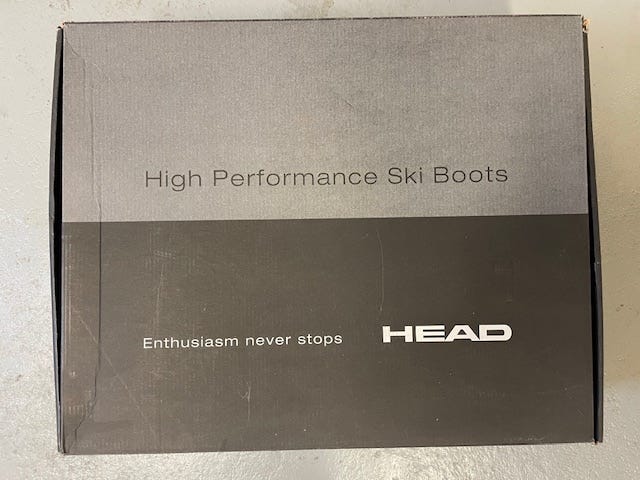 High Performance Ski Boots
Enthusiasm never stops HEAD